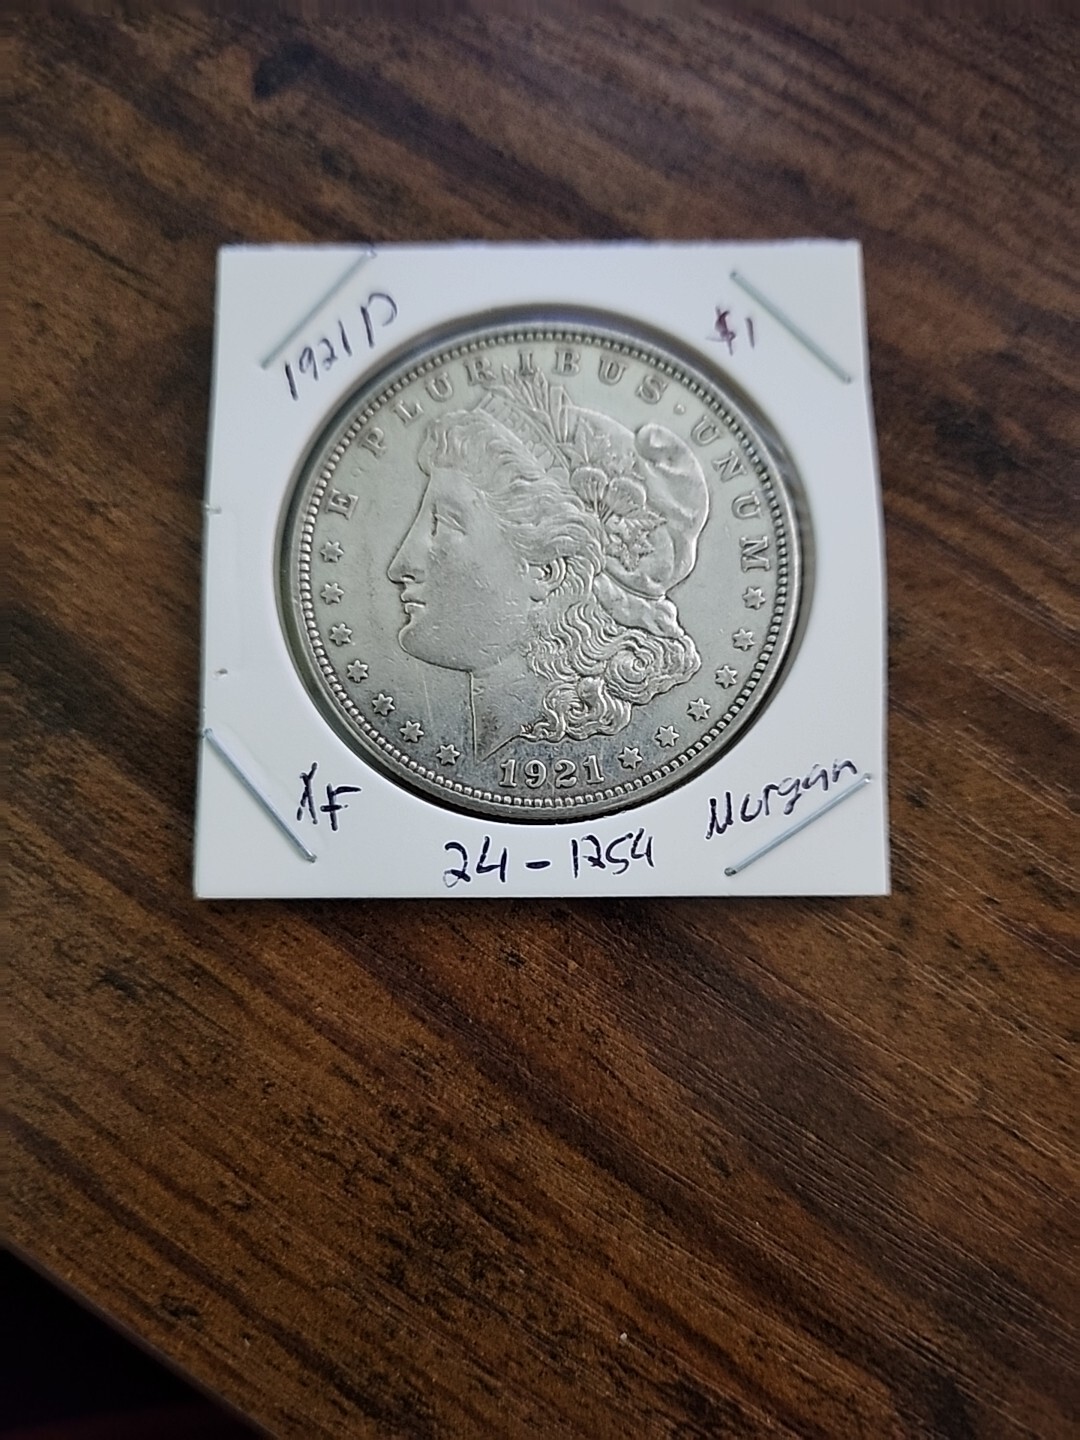 1921 P
$1
E · PLURIBUS · UNUM
1921
XF
Morgan
24-1254